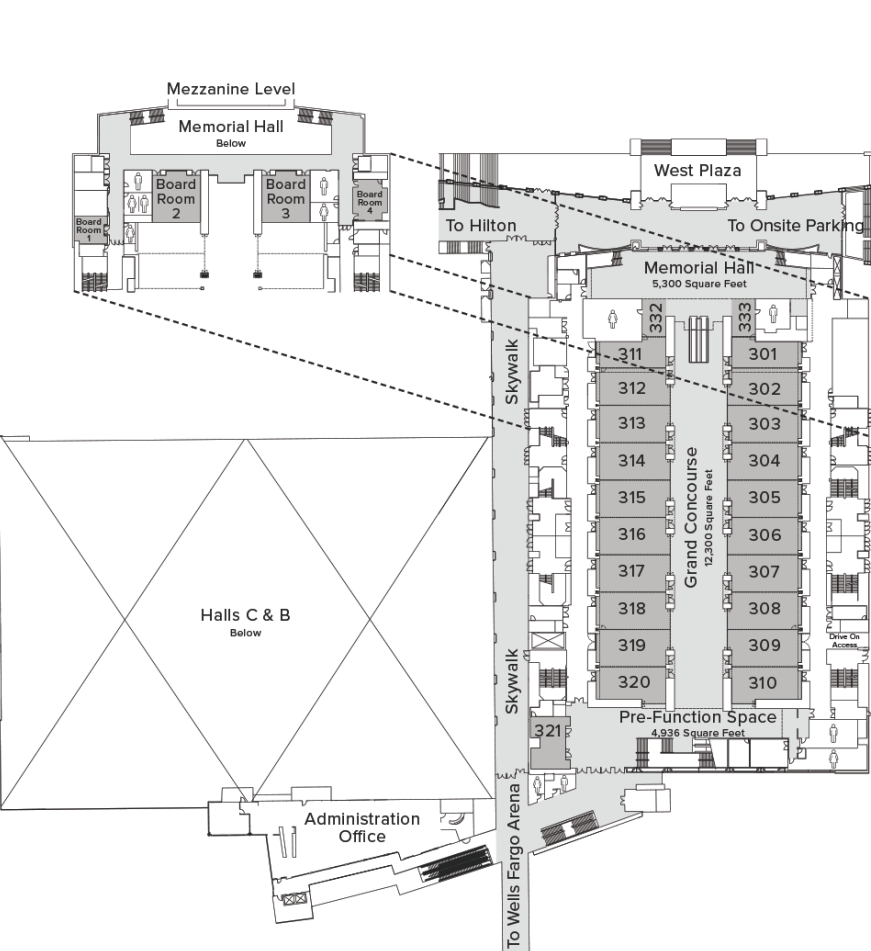 Mezzanine Level
Memorial Hall
Below
Board
Room
2
Board
Room
3
Board
Room
4
Board
Room
1
West Plaza
To Hilton
To Onsite Parking
Memorial Hall
5,300 Square Feet
332
333
311
301
312
302
313
303
314
304
315
305
316
306
317
307
318
308
319
309
320
310
Grand Concourse
12,300 Square Feet
Skywalk
Skywalk
Halls C & B
Below
Drive On
Access
Pre-Function Space
4,936 Square Feet
321
Administration
Office
To Wells Fargo Arena